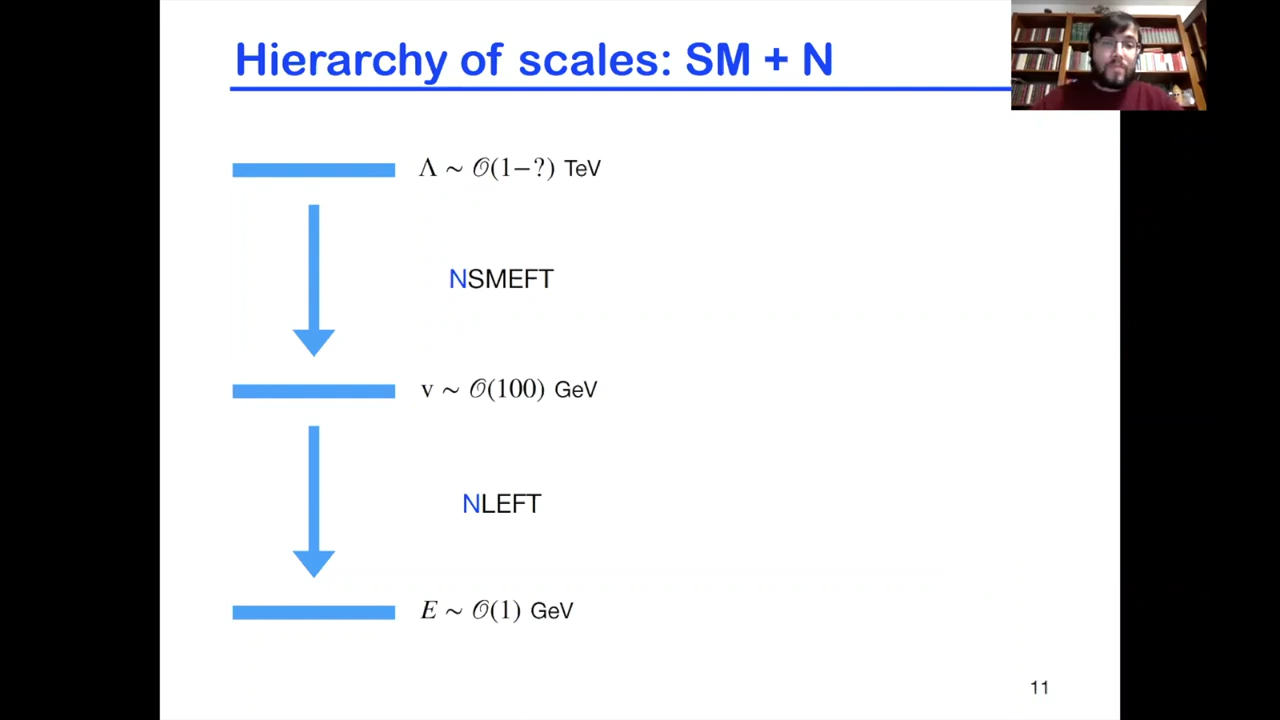 Hierarchy of scales: SM + N
Λ ∼ 𝒪(1−?) TeV
NSMEFT
v ∼ 𝒪(100) GeV
NLEFT
E ∼ 𝒪(1) GeV
11